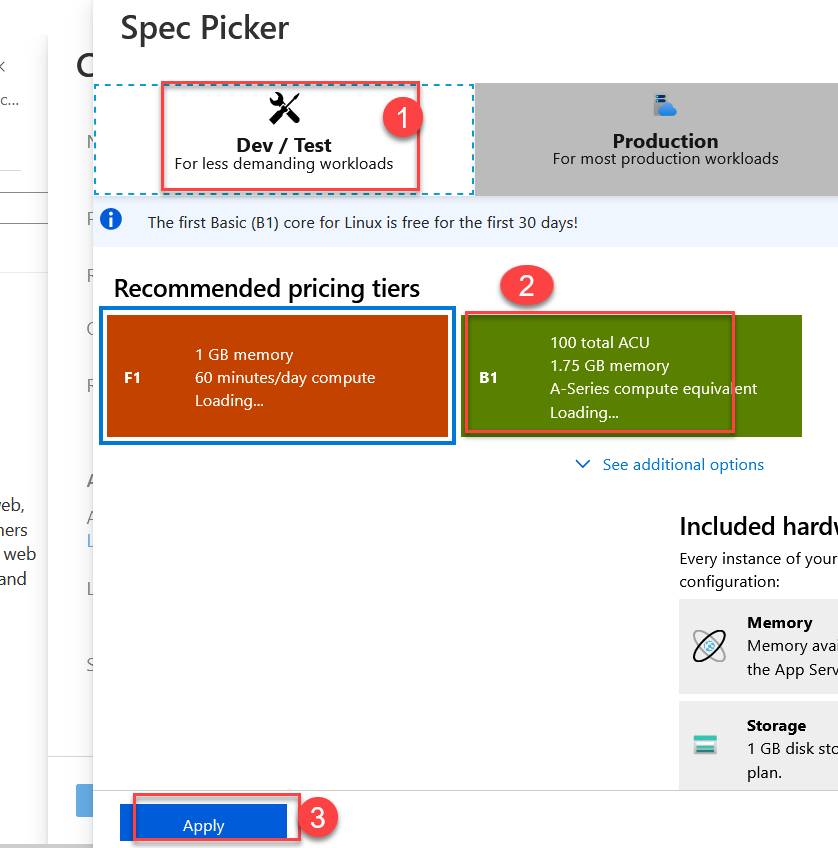 Spec Picker
c...
Dev / Test
For less demanding workloads
1
Production
For most production workloads
The first Basic (B1) core for Linux is free for the first 30 days!
Recommended pricing tiers
2
F1
1 GB memory
60 minutes/day compute
Loading...
B1
100 total ACU
1.75 GB memory
A-Series compute equivalent
Loading...
See additional options
Included hardw
Every instance of your
configuration:
Memory
Memory avai
the App Serv
Storage
1 GB disk sto
plan.
web
and
Apply
3